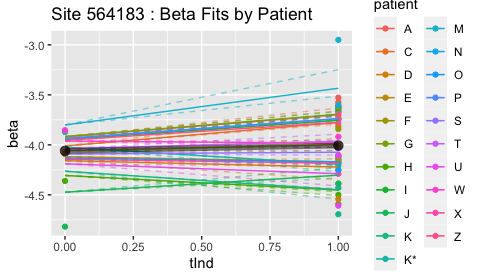 Site 564183 : Beta Fits by Patient
beta
-3.0
-3.5
-4.0
-4.5
0.00 0.25 0.50 0.75 1.00
tInd
patient
A
C
D
E
F
G
H
I
J
K
K*
M
N
O
P
S
T
U
W
X
Z